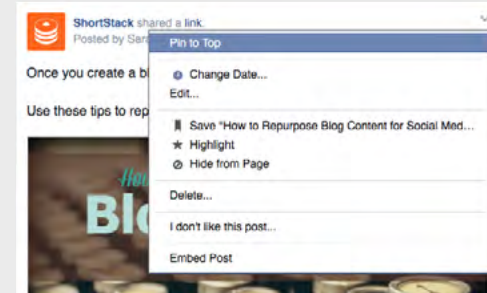 ShortStack shared a link.
Posted by
Pin to Top
Once you create a
Change Date...
Edit...
Use these tips to
Save "How to Repurpose Blog Content for Social Med...
Highlight
Hide from Page
Delete...
I don't like this post...
Embed Post